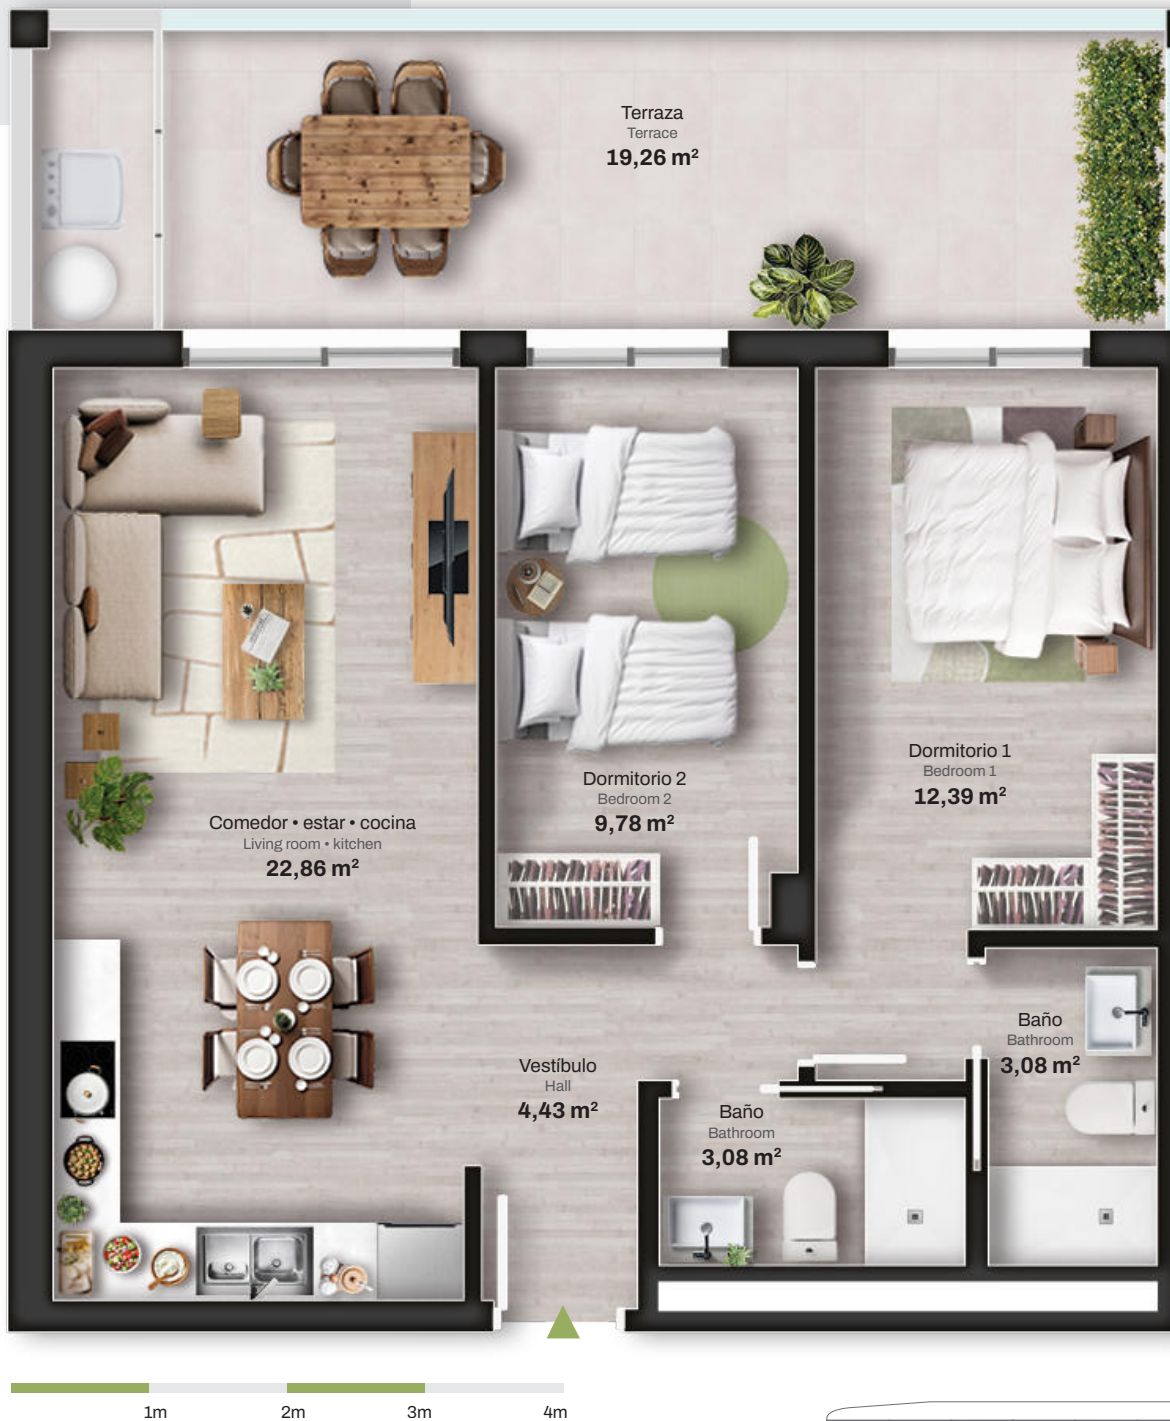 Terraza
Terrace
19,26 m²
Dormitorio 1
Bedroom 1
12,39 m²
Dormitorio 2
Bedroom 2
9,78 m²
Comedor • estar • cocina
Living room • kitchen
22,86 m²
Baño
Bathroom
3,08 m²
Vestíbulo
Hall
4,43 m²
Baño
Bathroom
3,08 m²
1m 2m 3m 4m